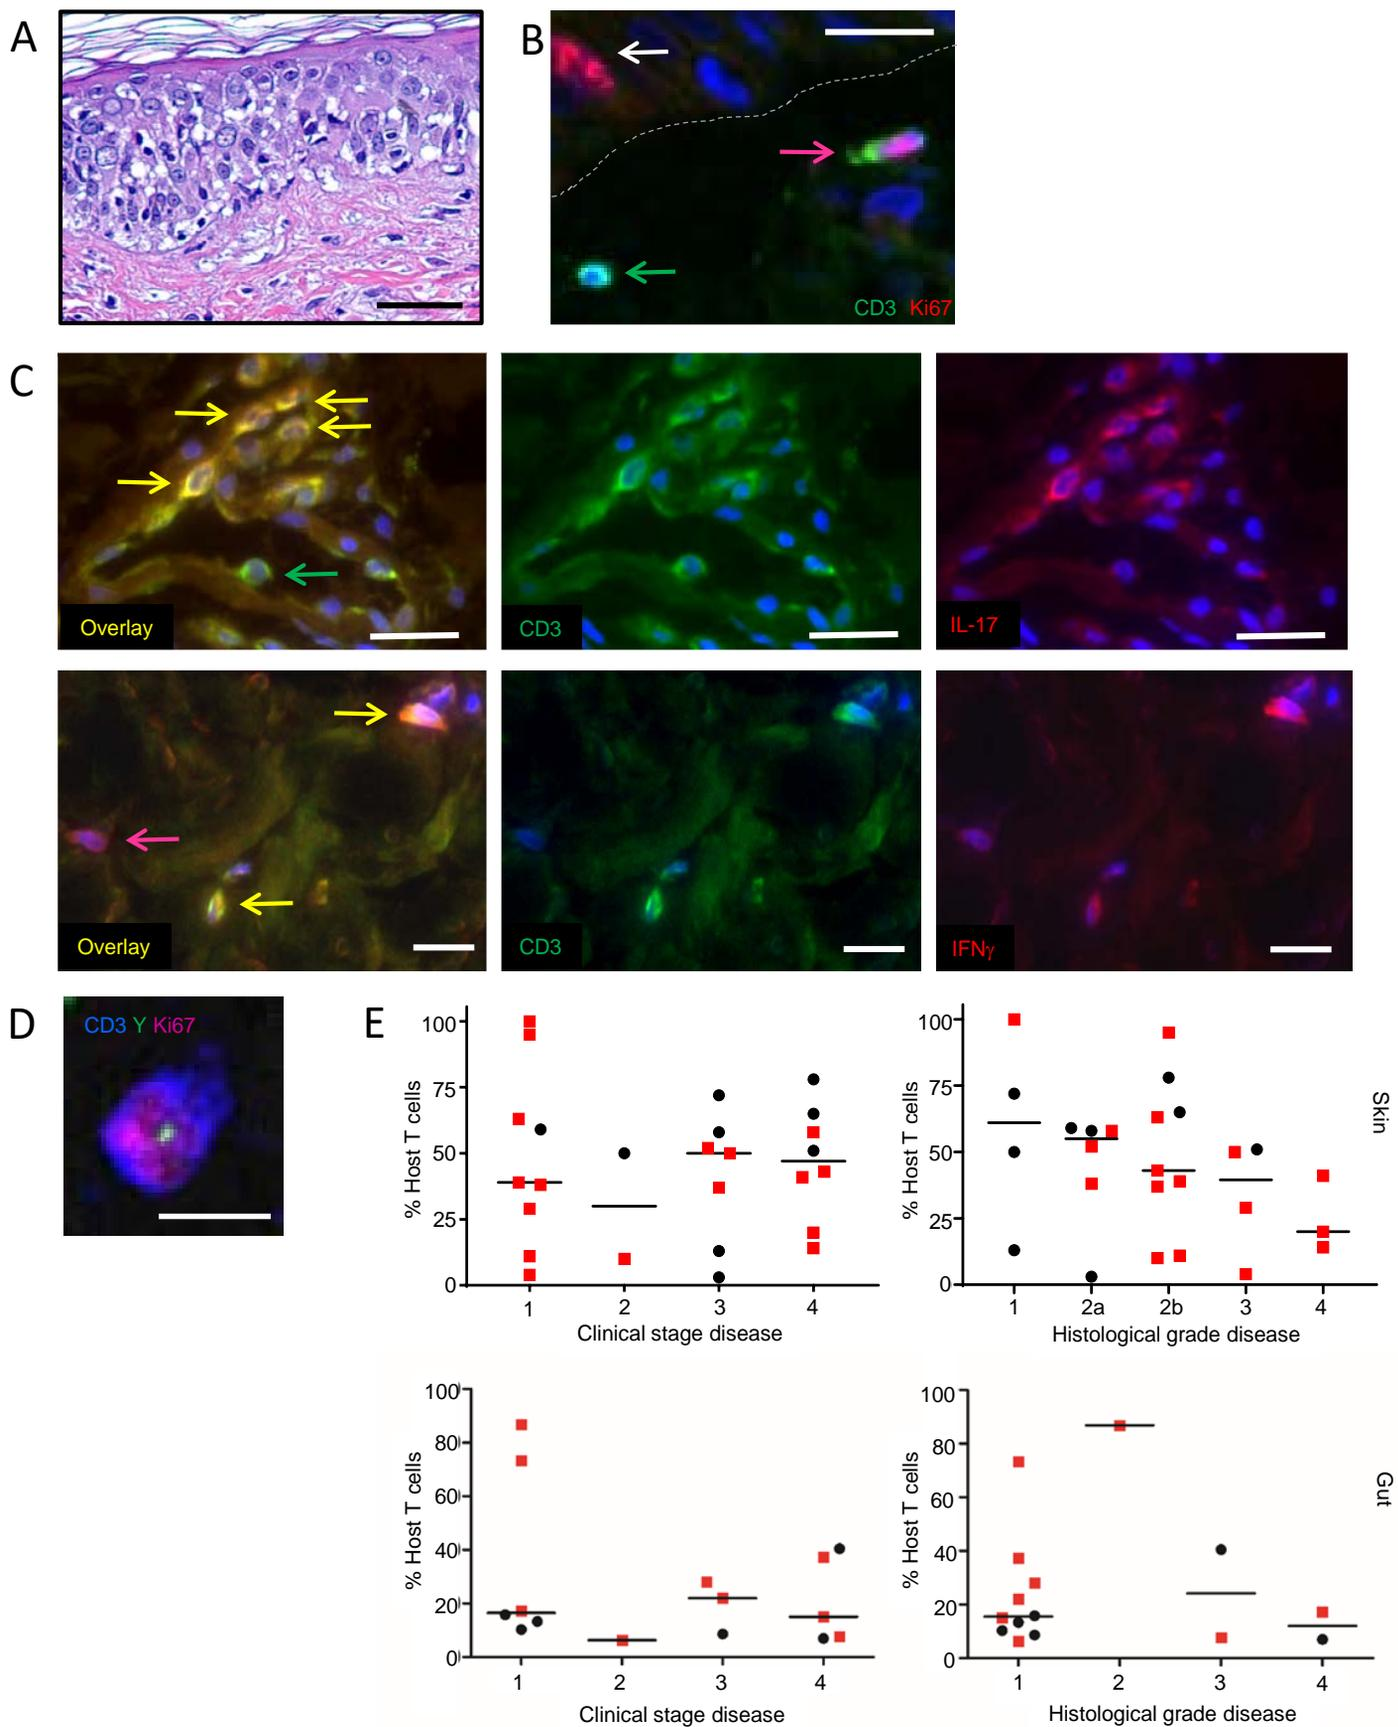 A
B
CD3 Ki67
C
Overlay
CD3
IL-17
Overlay
CD3
IFNγ
D
CD3 Y Ki67
E
100
75
50
25
0
% Host T cells
1 2 3 4
Clinical stage disease
100
75
50
25
0
% Host T cells
1 2a 2b 3 4
Histological grade disease
Skin
100
80
60
40
20
0
% Host T cells
1 2 3 4
Clinical stage disease
100
80
60
40
20
0
% Host T cells
1 2 3 4
Histological grade disease
Gut